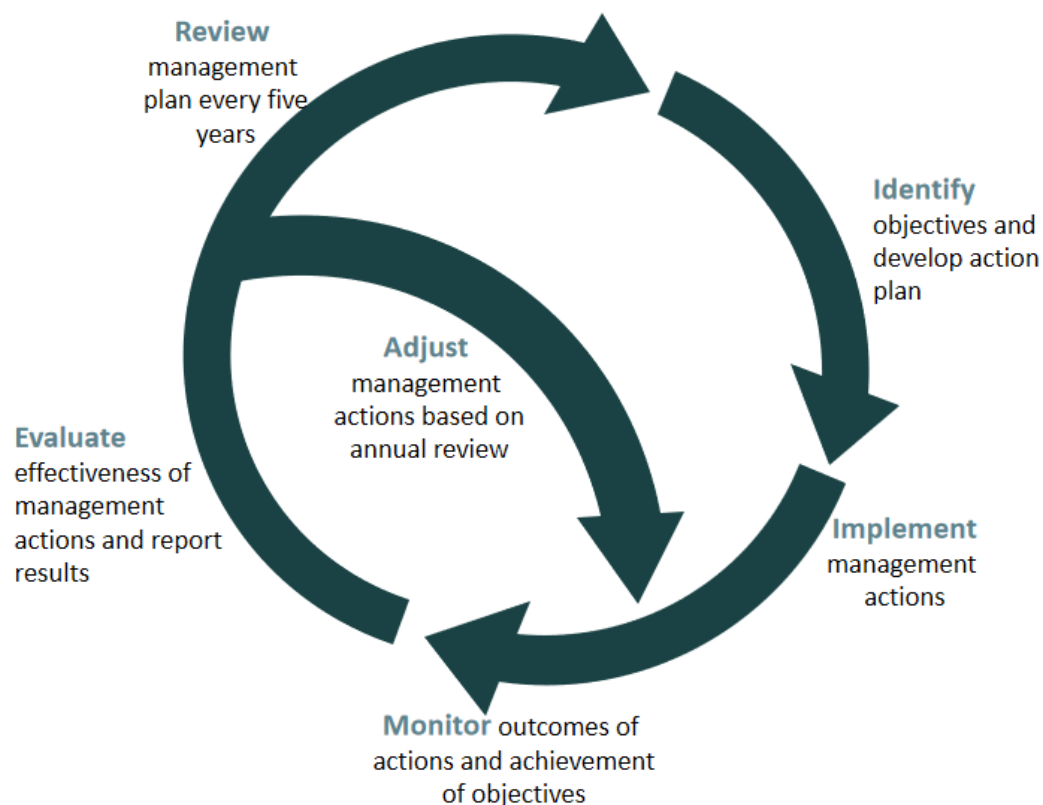 Review
management
plan every five
years
Identify
objectives and
develop action
plan
Adjust
management
actions based on
annual review
Evaluate
effectiveness of
management
actions and report
results
Implement
management
actions
Monitor outcomes of
actions and achievement
of objectives